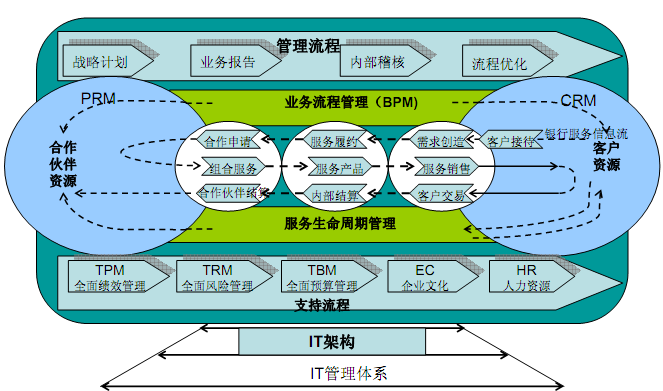 管理流程
战略计划
业务报告
内部稽核
流程优化
PRM
业务流程管理（BPM)
CRM
合作申请
服务履约
需求创造
客户接待
银行服务信息流
合作
伙伴
资源
组合服务
服务产品
服务销售
客户
资源
合作伙伴结算
内部结算
客户交易
服务生命周期管理
TPM
全面绩效管理
TRM
全面风险管理
TBM
全面预算管理
EC
企业文化
HR
人力资源
支持流程
IT架构
IT管理体系